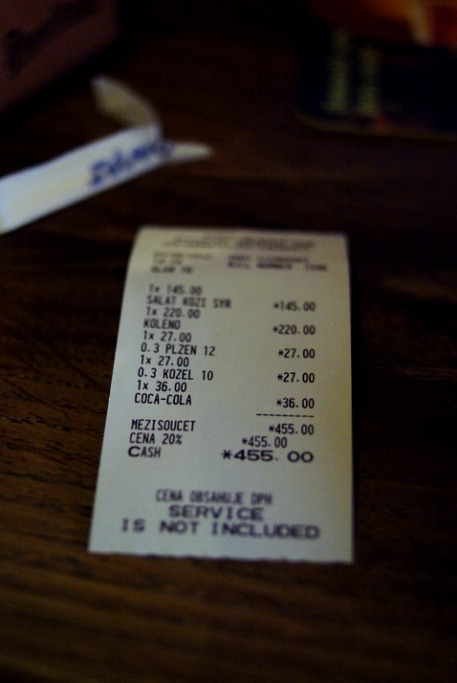 1x 145.00
SALAT KOZI SYR *145.00
1x 220.00
KOLENO *220.00
1x 27.00
0.3 PLZEN 12 *27.00
1x 27.00
0.3 KOZEL 10 *27.00
1x 36.00
COCA-COLA *36.00
----------
MEZISOUCET *455.00
CENA 20% *455.00
CASH *455.00
CENA OBSAHUJE DPH
SERVICE
IS NOT INCLUDED